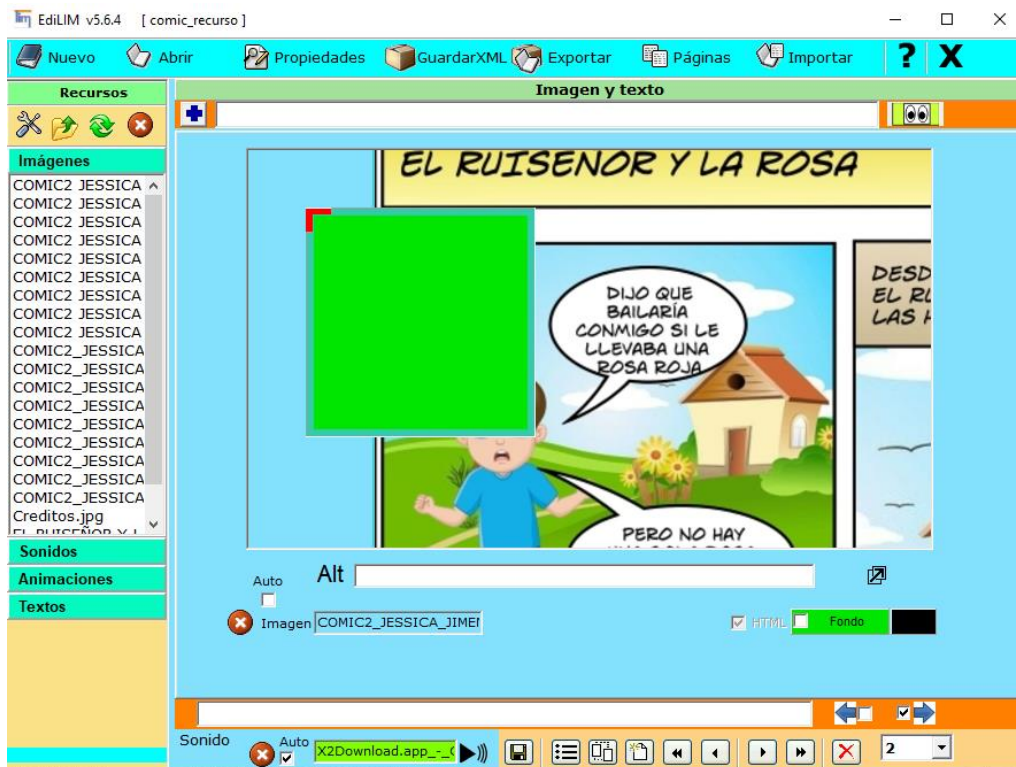 EdiLIM v5.6.4 [ comic_recurso ]
Nuevo Abrir Propiedades GuardarXML Exportar Páginas Importar ? X
Recursos
Imagen y texto
Imágenes
COMIC2 JESSICA
COMIC2 JESSICA
COMIC2 JESSICA
COMIC2 JESSICA
COMIC2 JESSICA
COMIC2 JESSICA
COMIC2 JESSICA
COMIC2 JESSICA
COMIC2 JESSICA
COMIC2_JESSICA
COMIC2_JESSICA
COMIC2_JESSICA
COMIC2_JESSICA
COMIC2_JESSICA
COMIC2_JESSICA
COMIC2_JESSICA
COMIC2_JESSICA
COMIC2_JESSICA
Creditos.jpg
EL RUISEÑOR Y
Sonidos
Animaciones
Textos
EL RUISENOR Y LA ROSA
DIJO QUE
BAILARÍA
CONMIGO SI LE
LLEVABA UNA
ROSA ROJA
DESD
EL RU
LAS H
PERO NO HAY
Auto
Alt
Imagen COMIC2_JESSICA_JIMEN
HTML Fondo
Sonido Auto X2Download.app_-_
2